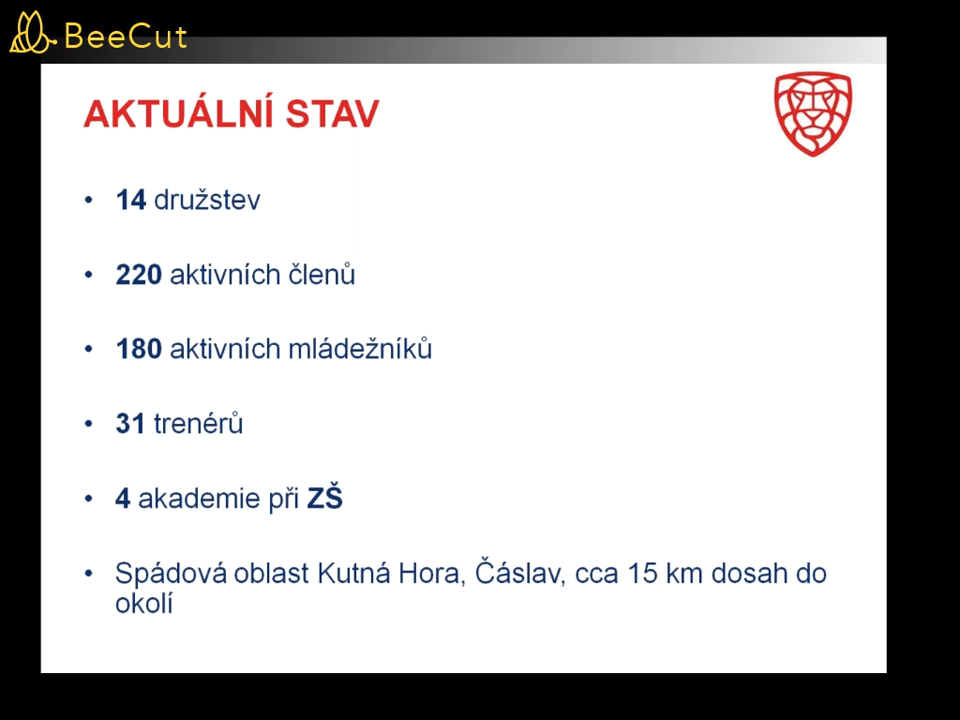 BeeCut
AKTUÁLNÍ STAV
• 14 družstev
• 220 aktivních členů
• 180 aktivních mládežníků
• 31 trenérů
• 4 akademie při ZŠ
• Spádová oblast Kutná Hora, Čáslav, cca 15 km dosah do
okolí